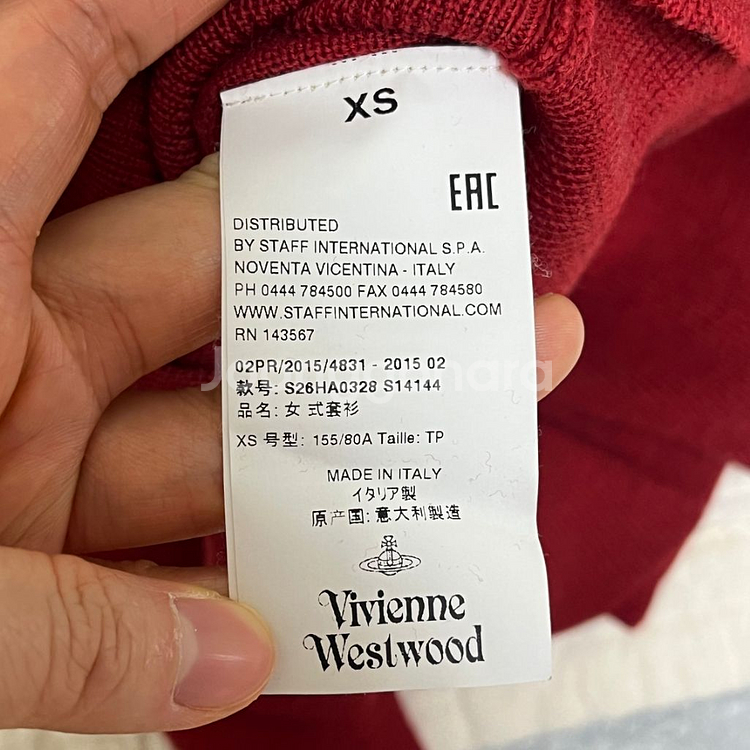 XS
EAC
DISTRIBUTED
BY STAFF INTERNATIONAL S.P.A.
NOVENTA VICENTINA - ITALY
PH 0444 784500 FAX 0444 784580
WWW.STAFFINTERNATIONAL.COM
RN 143567
02PR/2015/4831 - 2015 02
款号: S26HA0328 S14144
品名: 女 式套衫
XS 号型: 155/80A Taille: TP
MADE IN ITALY
イタリア製
原产国: 意大利製造
Vivienne
Westwood